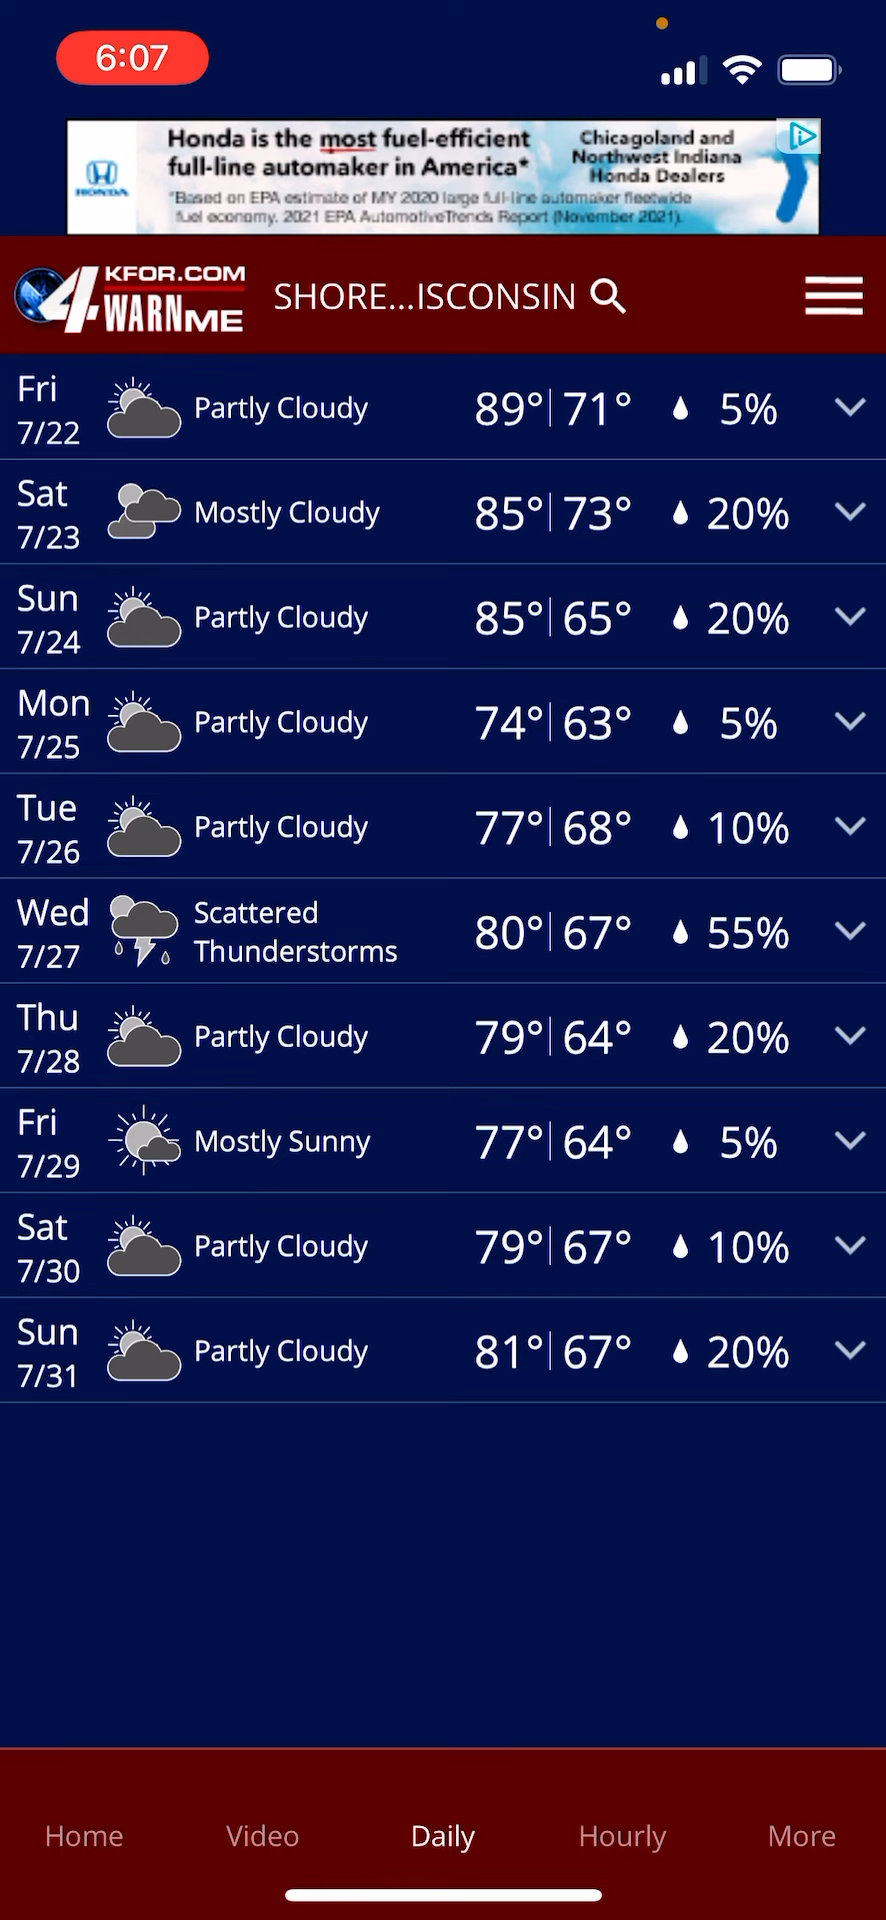 6:07
Honda is the most fuel-efficient
full-line automaker in America*
*Based on EPA estimate of MY 2020 large full-line automaker fleetwide
fuel economy. 2021 EPA AutomotiveTrends Report (November 2021).
Chicagoland and
Northwest Indiana
Honda Dealers
HONDA
4 KFOR.COM
WARN ME
SHORE...ISCONSIN
Fri
7/22
Partly Cloudy
89° 71° 5%
Sat
7/23
Mostly Cloudy
85° 73° 20%
Sun
7/24
Partly Cloudy
85° 65° 20%
Mon
7/25
Partly Cloudy
74° 63° 5%
Tue
7/26
Partly Cloudy
77° 68° 10%
Wed
7/27
Scattered
Thunderstorms
80° 67° 55%
Thu
7/28
Partly Cloudy
79° 64° 20%
Fri
7/29
Mostly Sunny
77° 64° 5%
Sat
7/30
Partly Cloudy
79° 67° 10%
Sun
7/31
Partly Cloudy
81° 67° 20%
Home Video Daily Hourly More